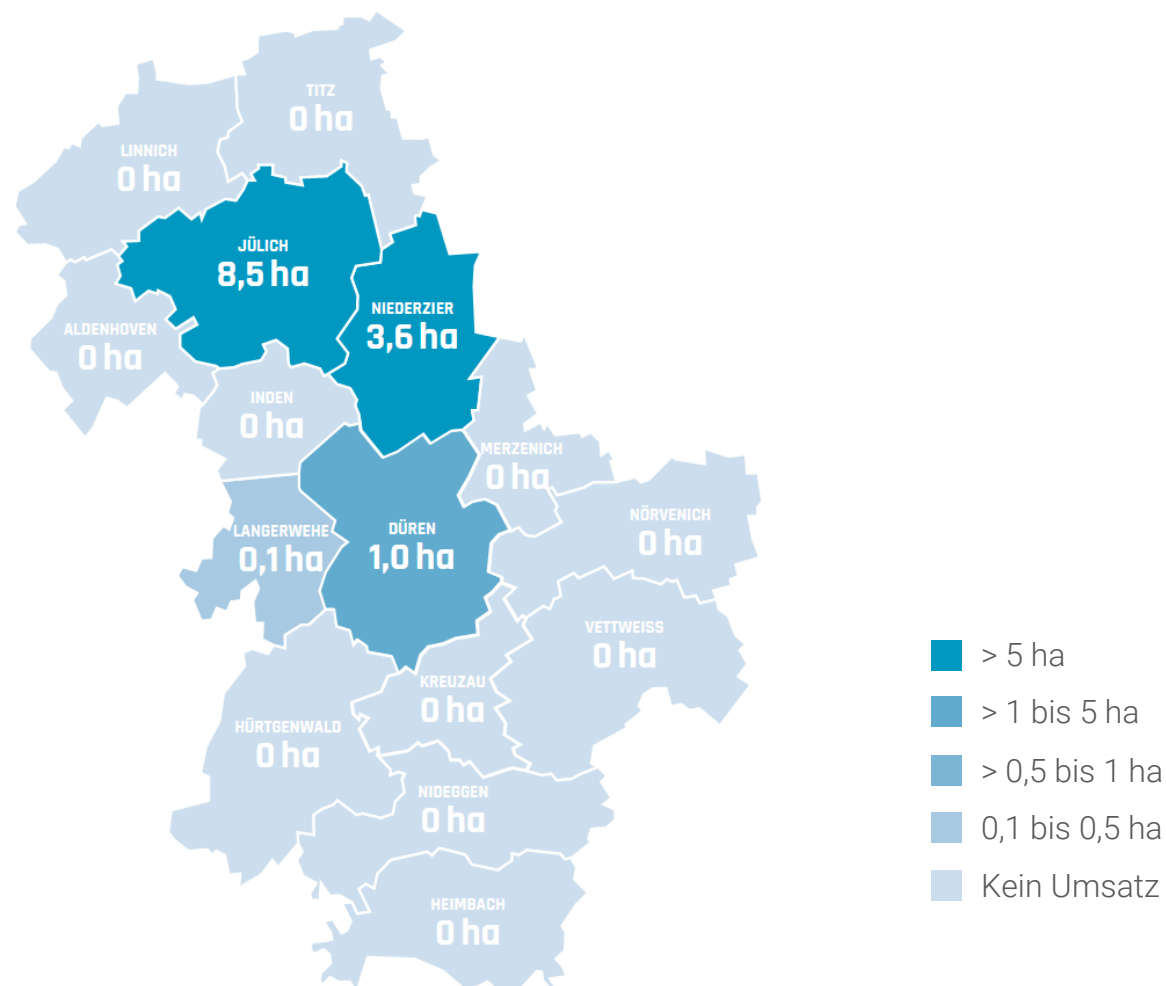 TITZ
0 ha
LINNICH
0 ha
JÜLICH
8,5 ha
NIEDERZIER
3,6 ha
ALDENHOVEN
0 ha
INDEN
0 ha
MERZENICH
0 ha
NÖRVENICH
0 ha
LANGERWEHE
0,1 ha
DÜREN
1,0 ha
VETTWEISS
0 ha
KREUZAU
0 ha
HÜRTGENWALD
0 ha
NIDEGGEN
0 ha
HEIMBACH
0 ha
> 5 ha
> 1 bis 5 ha
> 0,5 bis 1 ha
0,1 bis 0,5 ha
Kein Umsatz